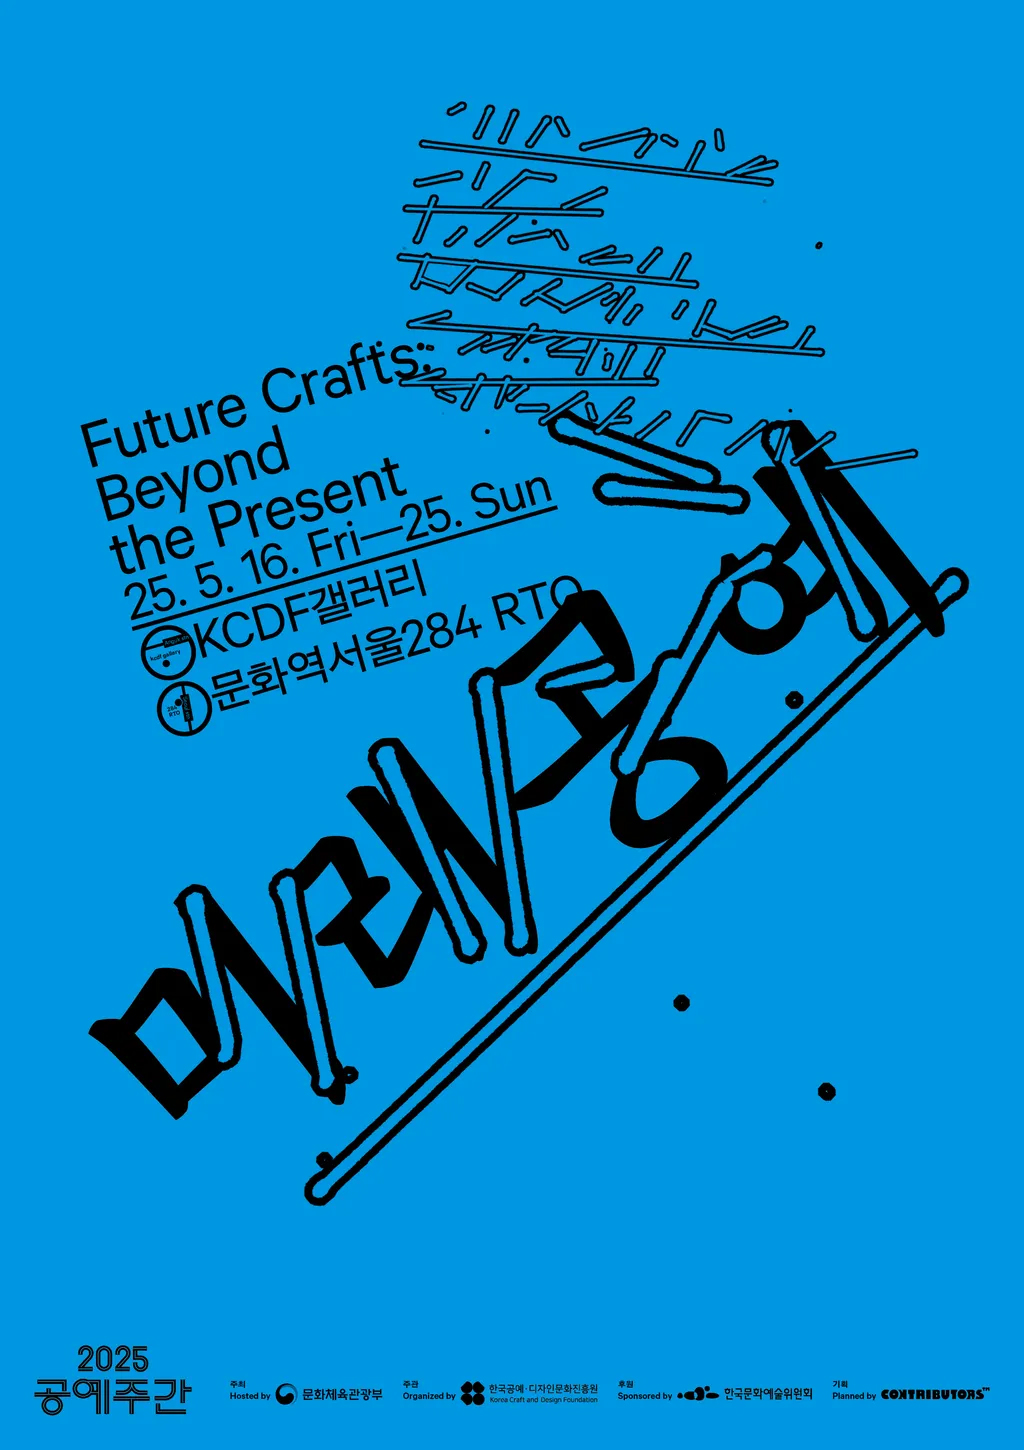 Future Crafts:
Beyond
the Present
25. 5. 16. Fri—25. Sun
KCDF갤러리
문화역서울284 RTO
kcdf gallery
284
RTO
미래공예
2025
공예주간
주최
Hosted by
문화체육관광부
주관
Organized by
한국공예·디자인문화진흥원
Korea Craft and Design Foundation
후원
Sponsored by
한국문화예술위원회
기획
Planned by
CONTRIBUTORS™